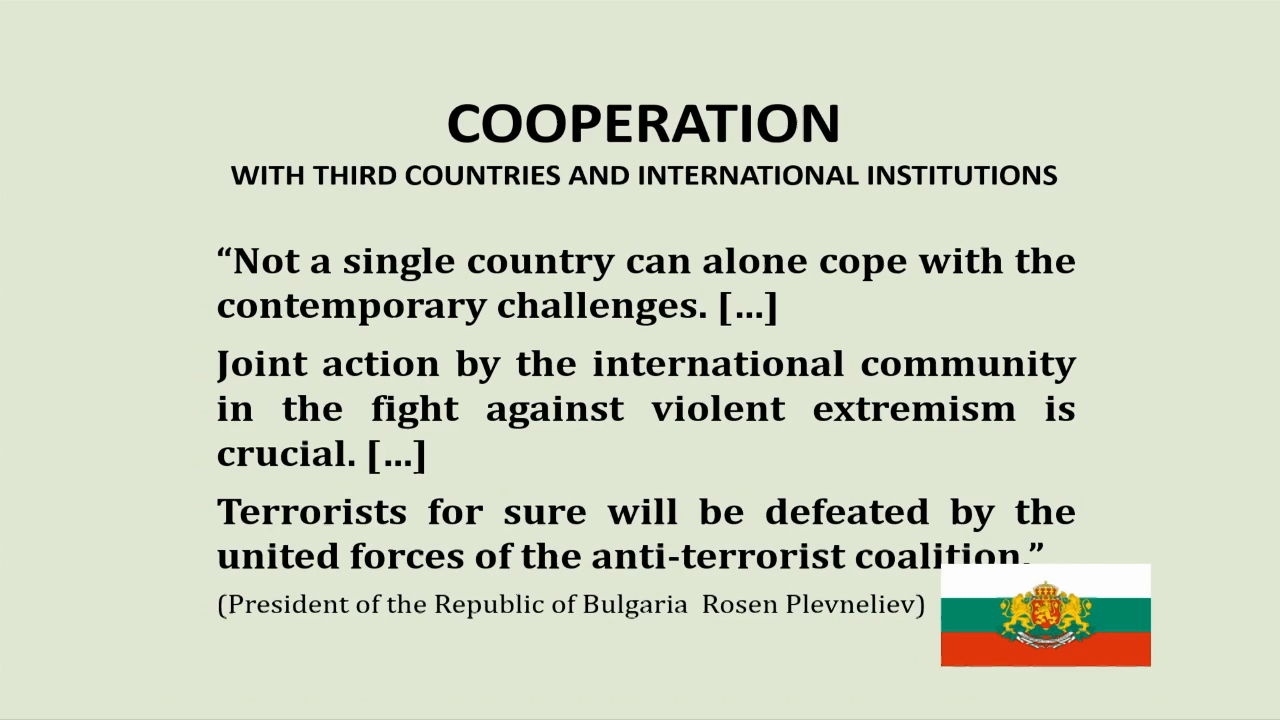 COOPERATION
WITH THIRD COUNTRIES AND INTERNATIONAL INSTITUTIONS
“Not a single country can alone cope with the
contemporary challenges. […]
Joint action by the international community
in the fight against violent extremism is
crucial. […]
Terrorists for sure will be defeated by the
united forces of the anti-terrorist coalition.”
(President of the Republic of Bulgaria  Rosen Plevneliev)